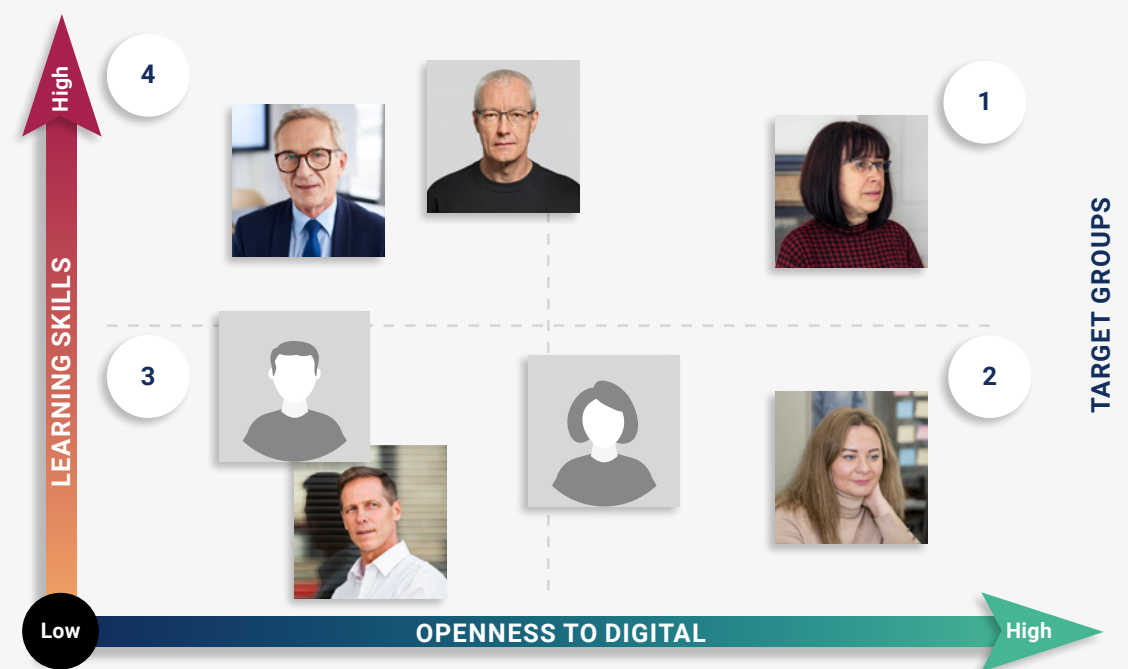 High
4
1
LEARNING SKILLS
TARGET GROUPS
3
2
Low
OPENNESS TO DIGITAL
High